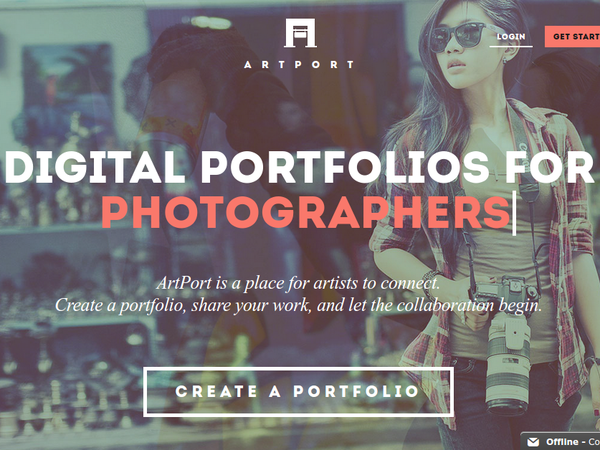 ARTPORT
LOGIN
GET START
DIGITAL PORTFOLIOS FOR
PHOTOGRAPHERS
ArtPort is a place for artists to connect.
Create a portfolio, share your work, and let the collaboration begin.
CREATE A PORTFOLIO
Offline - Co